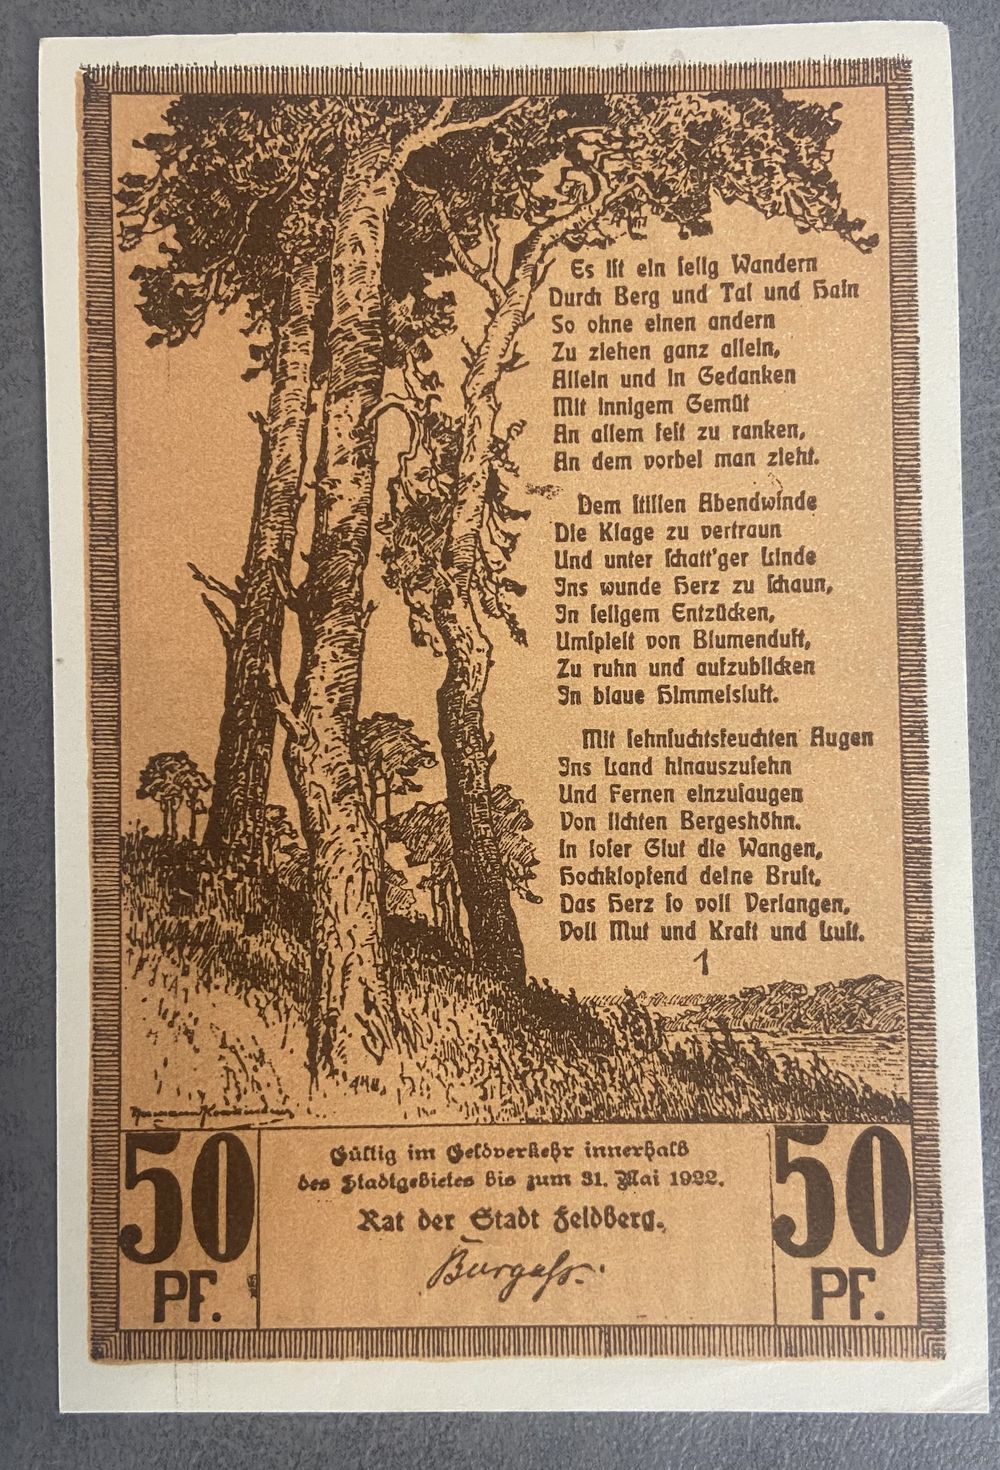 Es iſt ein ſelig Wandern
Durch Berg und Tal und Hain
So ohne einen andern
Zu ziehen ganz allein,
Allein und in Gedanken
Mit innigem Gemüt
An allem feſt zu ranken,
An dem vorbei man zieht.
Dem ſtillen Abendwinde
Die Klage zu vertraun
Und unter ſchatt'ger Linde
Ins wunde Herz zu ſchaun,
In ſeligem Entzücken,
Umſpielt von Blumenduft,
Zu ruhn und aufzublicken
In blaue Himmelsluft.
Mit ſehnſuchtsfeuchten Augen
Ins Land hinauszuſehn
Und Fernen einzuſaugen
Von lichten Bergeshöhn.
In loſer Glut die Wangen,
Hochklopfend deine Bruſt,
Das Herz ſo voll Verlangen,
Voll Mut und Kraft und Luſt.
1
50 PF.
Gültig im Geldverkehr innerhalb
des Stadtgebietes bis zum 31. Mai 1922.
Rat der Stadt Feldberg.
50 PF.